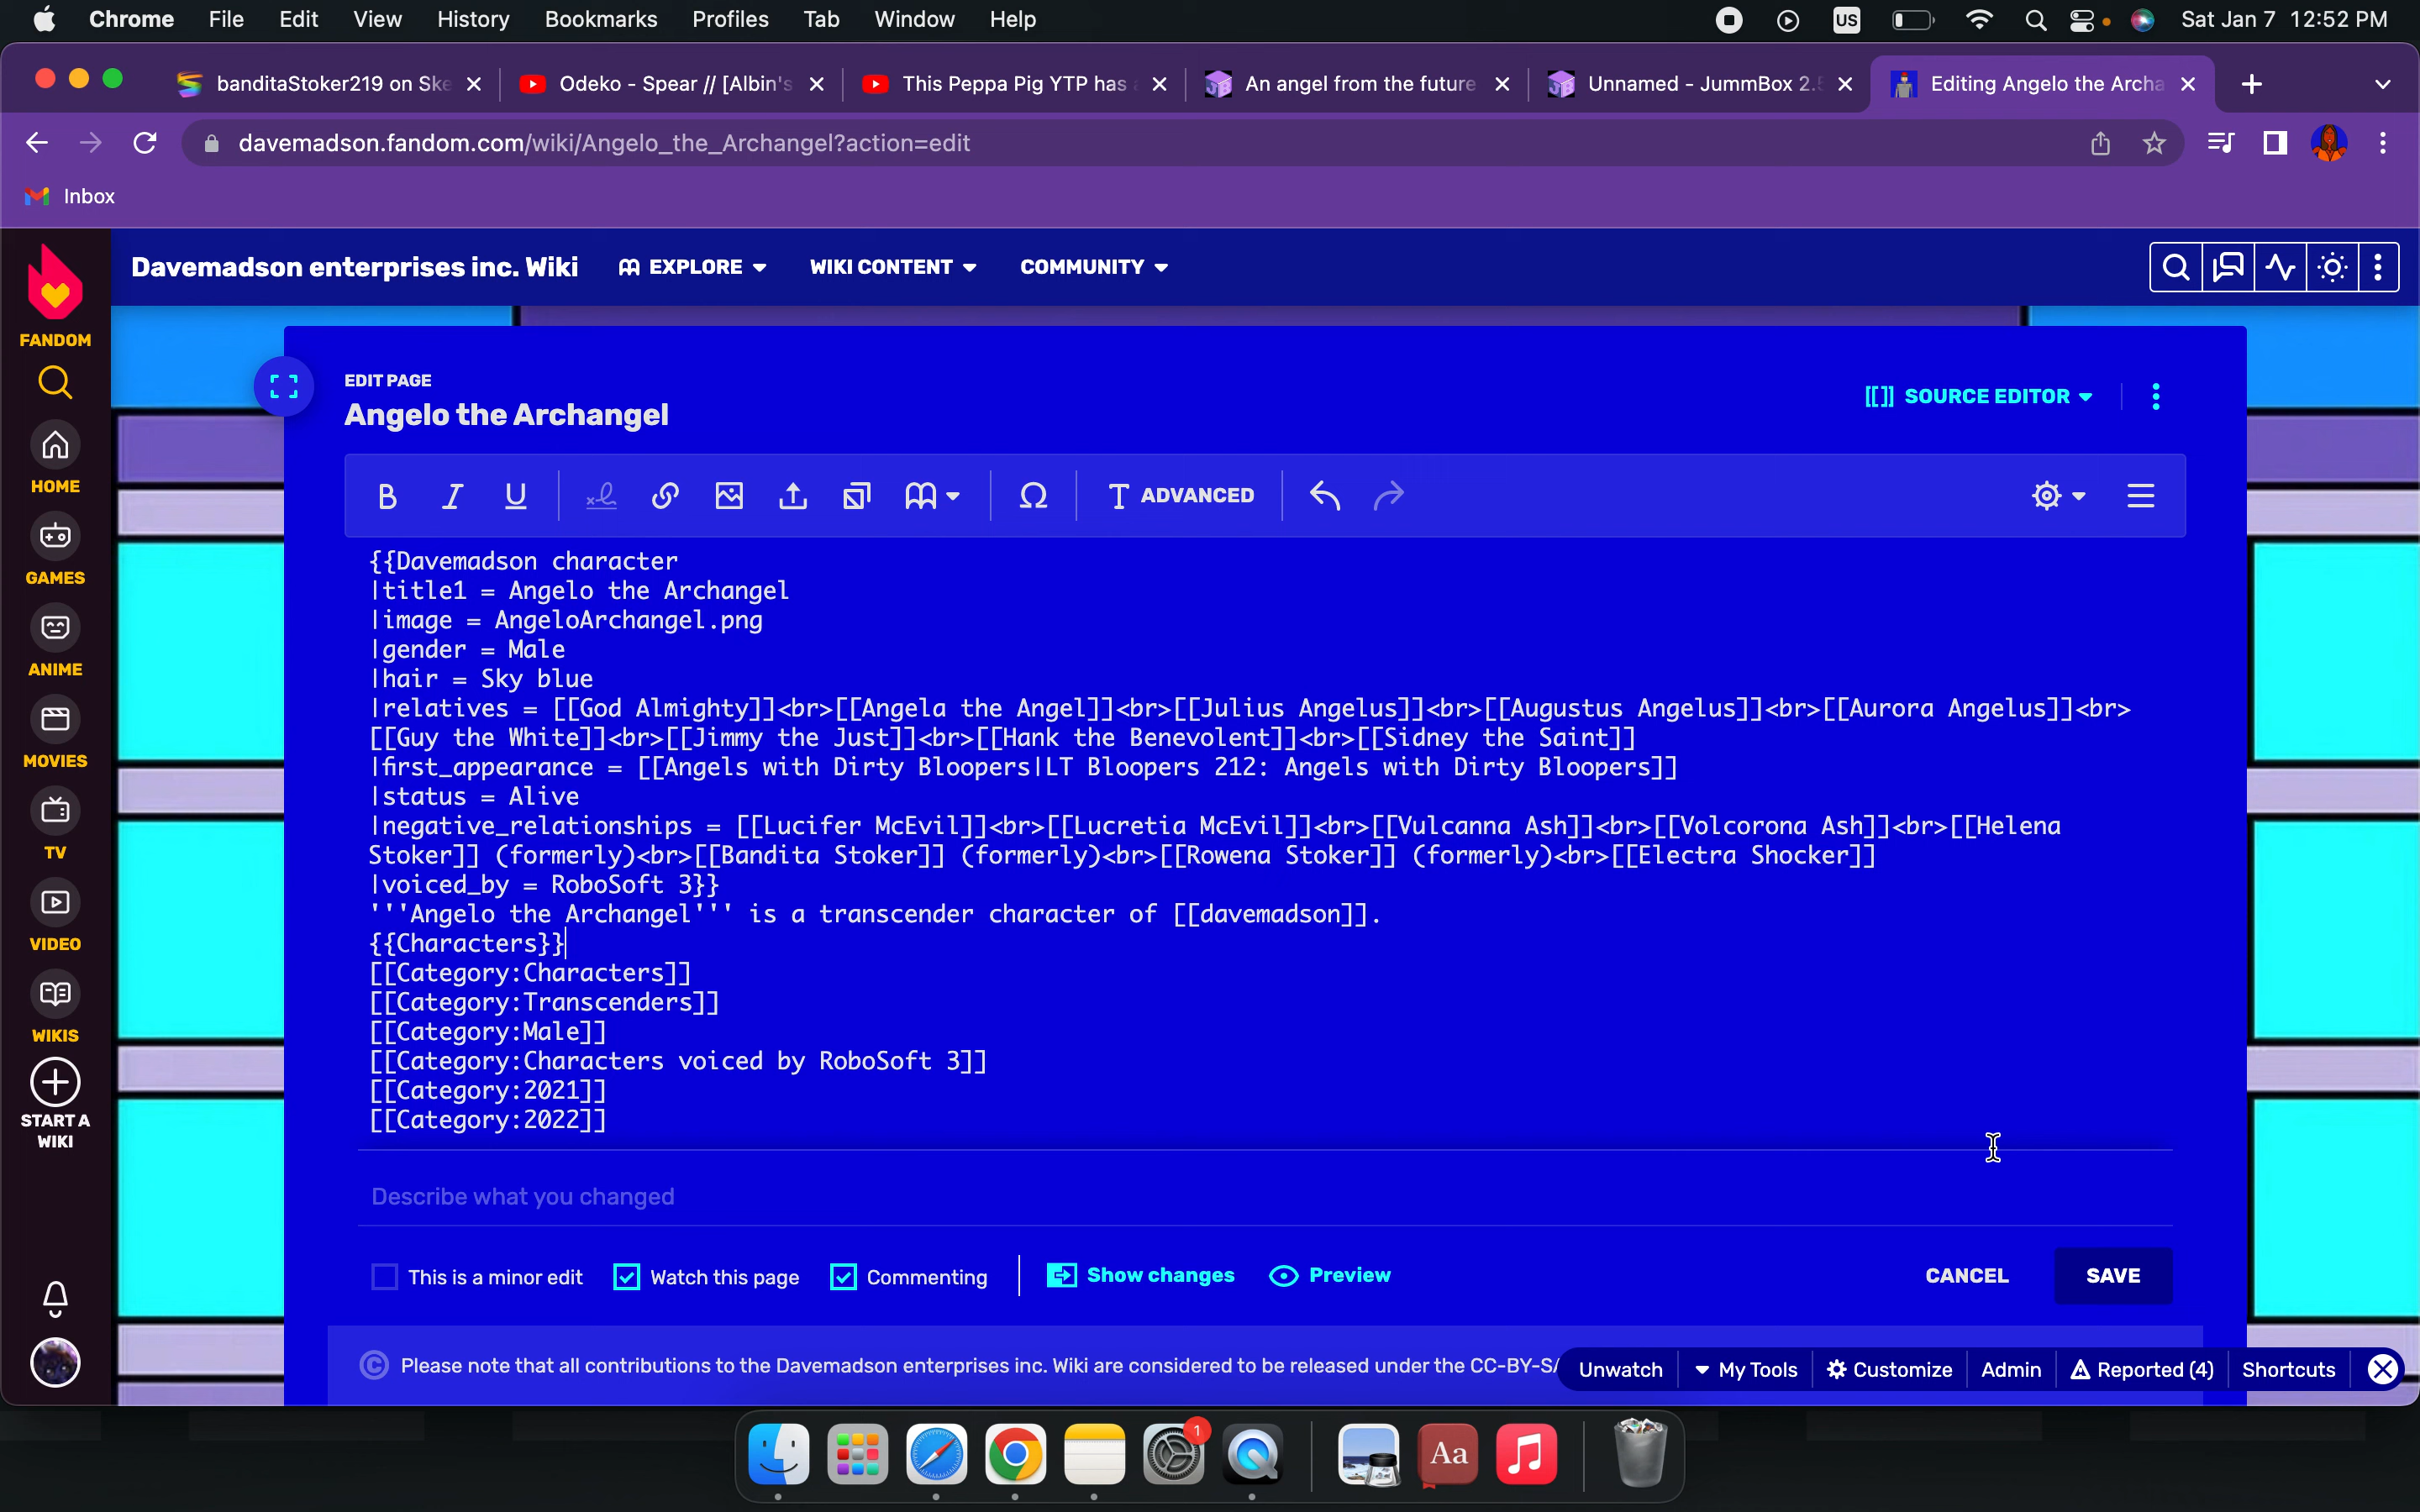 Chrome File Edit View History Bookmarks Profiles Tab Window Help US Sat Jan 7 12:52 PM
banditaStoker219 on Ske Odeko - Spear // [Albin's This Peppa Pig YTP has An angel from the future Unnamed - JummBox 2. Editing Angelo the Archa
davemadson.fandom.com/wiki/Angelo_the_Archangel?action=edit
Inbox
Davemadson enterprises inc. Wiki EXPLORE WIKI CONTENT COMMUNITY
FANDOM
HOME
GAMES
ANIME
MOVIES
TV
VIDEO
WIKIS
START A
WIKI
EDIT PAGE
Angelo the Archangel
[[]] SOURCE EDITOR
B I U Ω T ADVANCED
{{Davemadson character
|title1 = Angelo the Archangel
|image = AngeloArchangel.png
|gender = Male
|hair = Sky blue
|relatives = [[God Almighty]]<br>[[Angela the Angel]]<br>[[Julius Angelus]]<br>[[Augustus Angelus]]<br>[[Aurora Angelus]]<br>
[[Guy the White]]<br>[[Jimmy the Just]]<br>[[Hank the Benevolent]]<br>[[Sidney the Saint]]
|first_appearance = [[Angels with Dirty Bloopers|LT Bloopers 212: Angels with Dirty Bloopers]]
|status = Alive
|negative_relationships = [[Lucifer McEvil]]<br>[[Lucretia McEvil]]<br>[[Vulcanna Ash]]<br>[[Volcorona Ash]]<br>[[Helena
Stoker]] (formerly)<br>[[Bandita Stoker]] (formerly)<br>[[Rowena Stoker]] (formerly)<br>[[Electra Shocker]]
|voiced_by = RoboSoft 3}}
'''Angelo the Archangel''' is a transcender character of [[davemadson]].
{{Characters}}
[[Category:Characters]]
[[Category:Transcenders]]
[[Category:Male]]
[[Category:Characters voiced by RoboSoft 3]]
[[Category:2021]]
[[Category:2022]]
Describe what you changed
This is a minor edit Watch this page Commenting Show changes Preview CANCEL SAVE
© Please note that all contributions to the Davemadson enterprises inc. Wiki are considered to be released under the CC-BY-SA
Unwatch My Tools Customize Admin Reported (4) Shortcuts
1
Aa